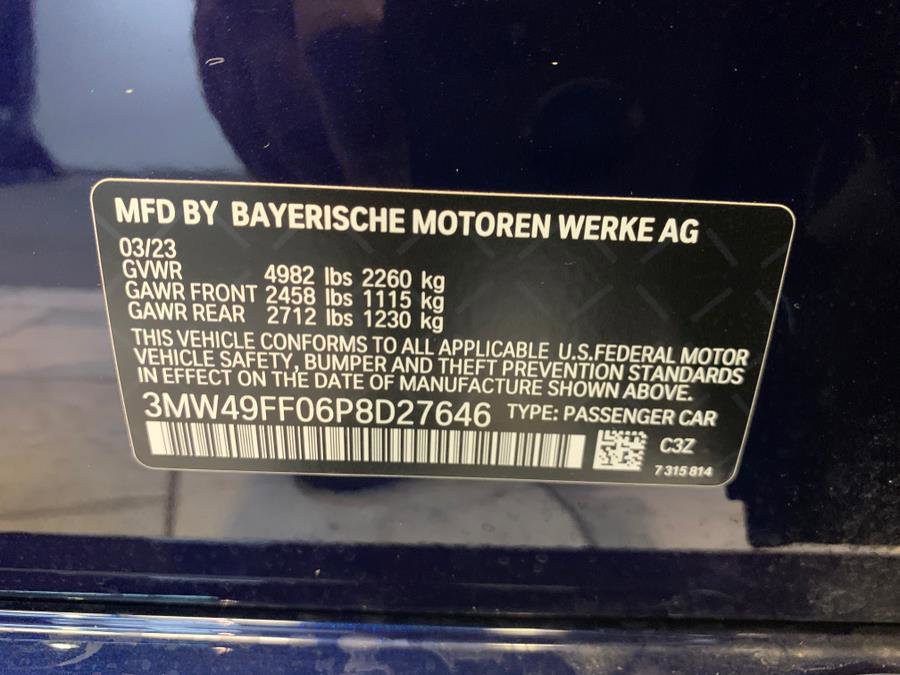 MFD BY BAYERISCHE MOTOREN WERKE AG
03/23
GVWR 4982 lbs 2260 kg
GAWR FRONT 2458 lbs 1115 kg
GAWR REAR 2712 lbs 1230 kg
THIS VEHICLE CONFORMS TO ALL APPLICABLE U.S.FEDERAL MOTOR
VEHICLE SAFETY, BUMPER AND THEFT PREVENTION STANDARDS
IN EFFECT ON THE DATE OF MANUFACTURE SHOWN ABOVE.
3MW49FF06P8D27646 TYPE: PASSENGER CAR
C3Z
7 315 814